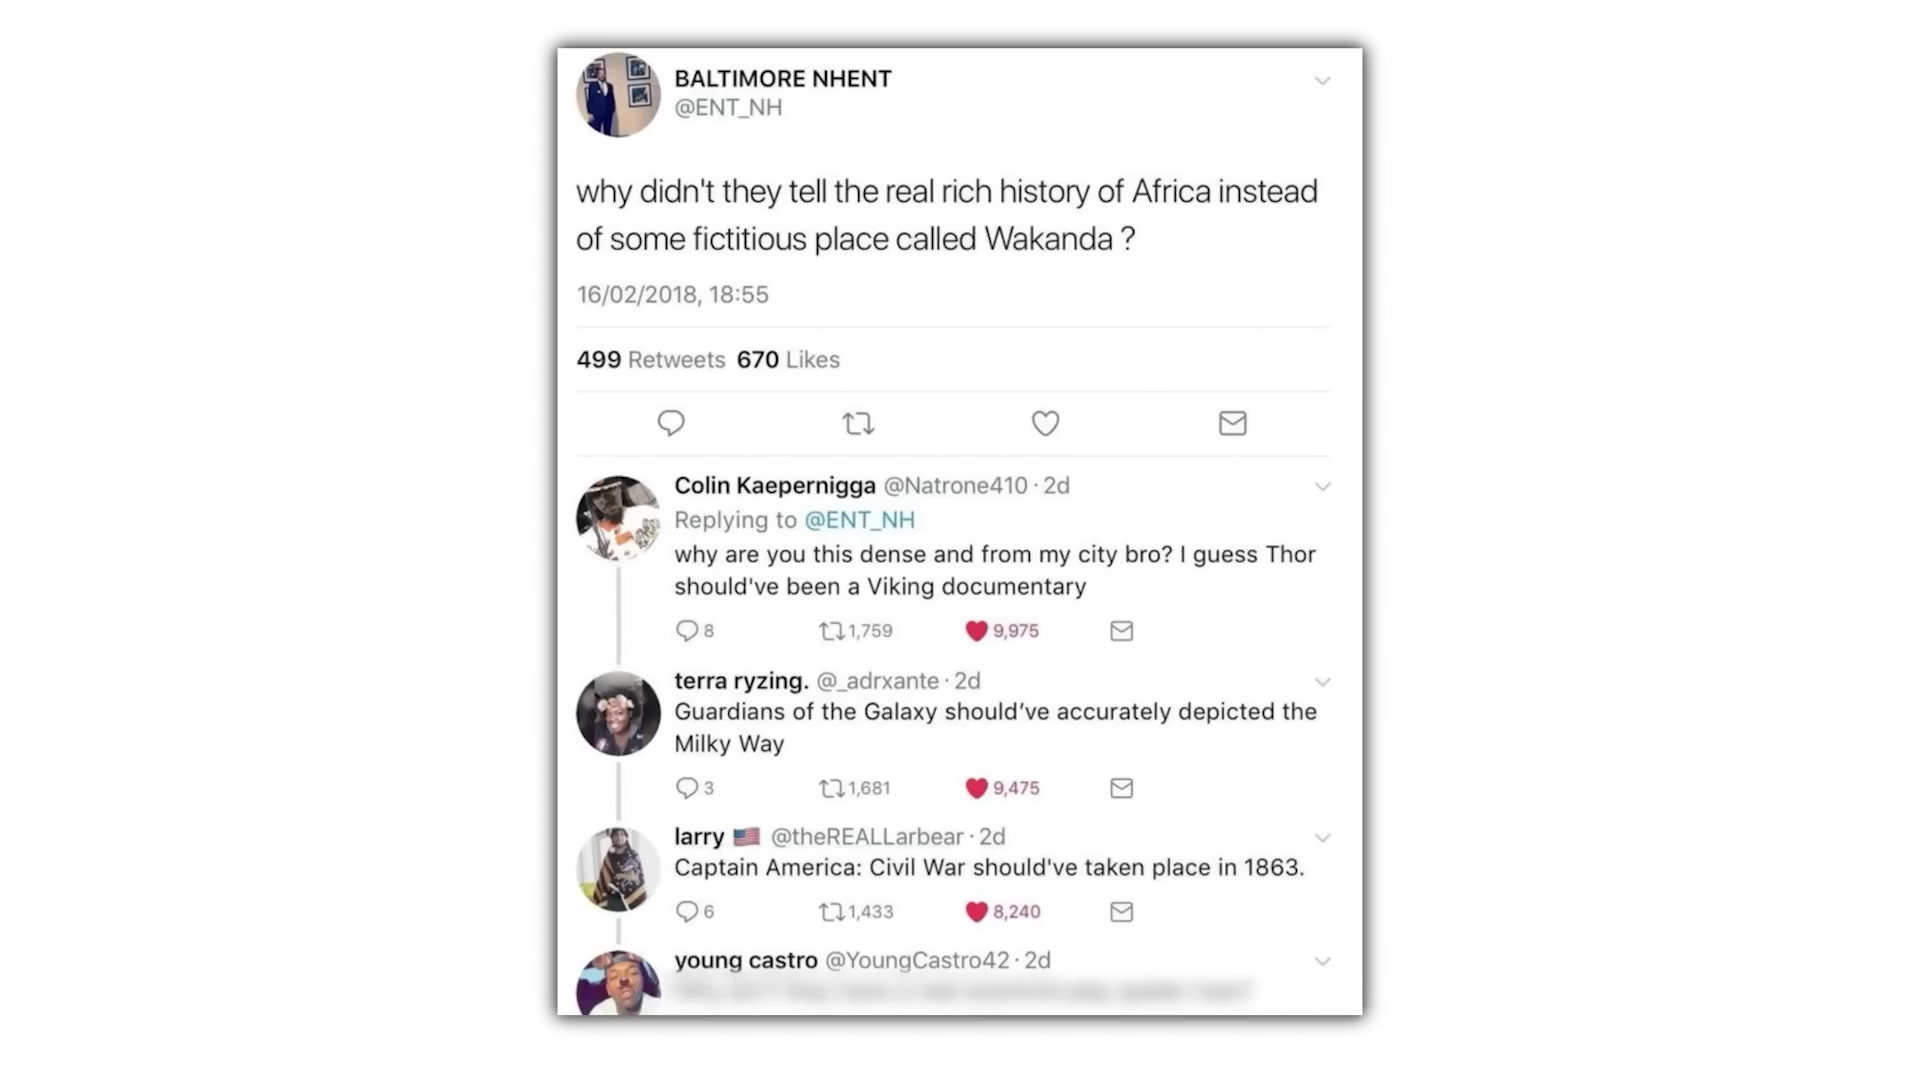 BALTIMORE NHENT
@ENT_NH
why didn't they tell the real rich history of Africa instead
of some fictitious place called Wakanda ?
16/02/2018, 18:55
499 Retweets 670 Likes
Colin Kaepernigga @Natrone410 · 2d
Replying to @ENT_NH
why are you this dense and from my city bro? I guess Thor
should've been a Viking documentary
8 1,759 9,975
terra ryzing. @_adrxante · 2d
Guardians of the Galaxy should’ve accurately depicted the
Milky Way
3 1,681 9,475
larry 🇺🇸 @theREALLarbear · 2d
Captain America: Civil War should've taken place in 1863.
6 1,433 8,240
young castro @YoungCastro42 · 2d